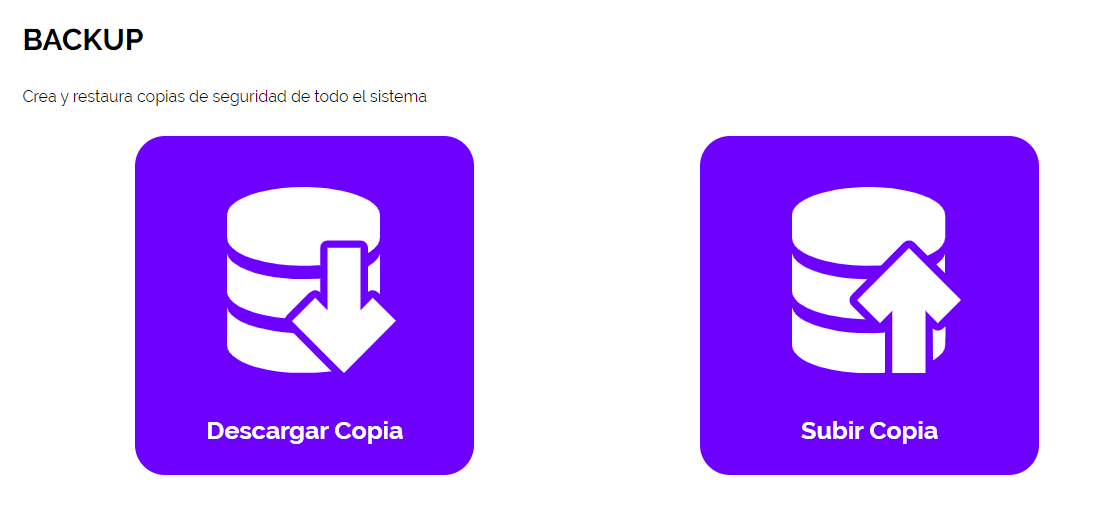 BACKUP
Crea y restaura copias de seguridad de todo el sistema
Descargar Copia
Subir Copia